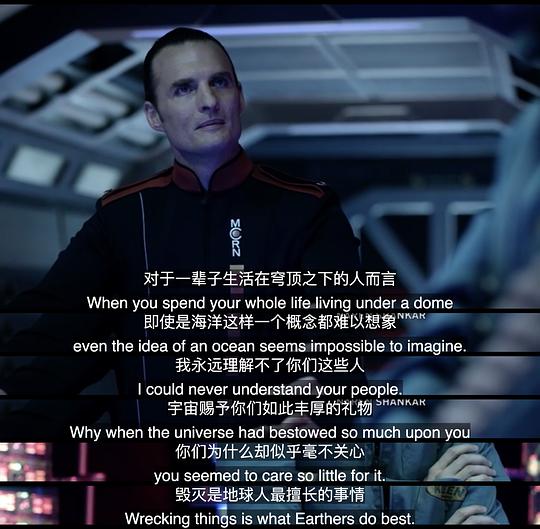 MCRN
对于一辈子生活在穹顶之下的人而言
When you spend your whole life living under a dome
即使是海洋这样一个概念都难以想象
even the idea of an ocean seems impossible to imagine.
我永远理解不了你们这些人
I could never understand your people.
宇宙赐予你们如此丰厚的礼物
SHANKAR
Why when the universe had bestowed so much upon you
你们为什么却似乎毫不关心
you seemed to care so little for it.
毁灭是地球人最擅长的事情
Wrecking things is what Earthers do best.